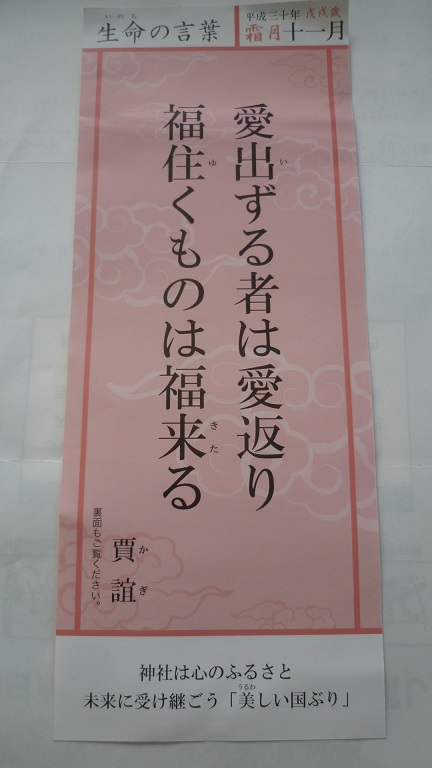 生命の言葉
いのち
平成三十年 戊戌歳
霜月十一月
愛出ずる者は愛返り
い
福住くものは福来る
ゆ
きた
賈誼
かぎ
裏面もご覧ください。
神社は心のふるさと
未来に受け継ごう「美しい国ぶり」
うるわ